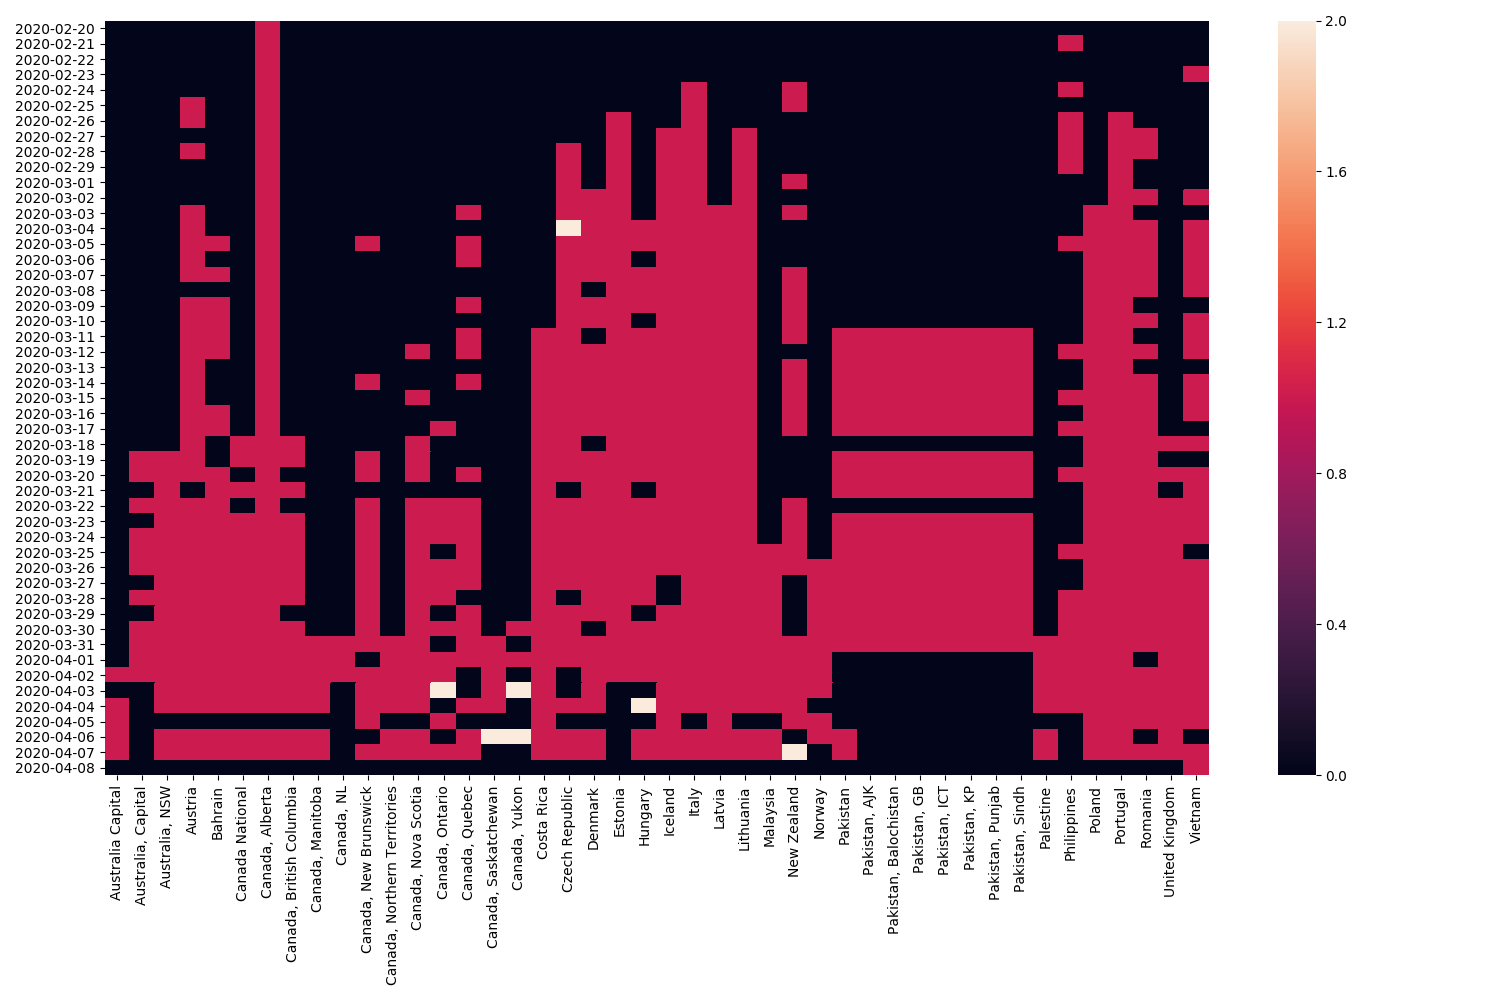 2020-02-20
2020-02-21
2020-02-22
2020-02-23
2020-02-24
2020-02-25
2020-02-26
2020-02-27
2020-02-28
2020-02-29
2020-03-01
2020-03-02
2020-03-03
2020-03-04
2020-03-05
2020-03-06
2020-03-07
2020-03-08
2020-03-09
2020-03-10
2020-03-11
2020-03-12
2020-03-13
2020-03-14
2020-03-15
2020-03-16
2020-03-17
2020-03-18
2020-03-19
2020-03-20
2020-03-21
2020-03-22
2020-03-23
2020-03-24
2020-03-25
2020-03-26
2020-03-27
2020-03-28
2020-03-29
2020-03-30
2020-03-31
2020-04-01
2020-04-02
2020-04-03
2020-04-04
2020-04-05
2020-04-06
2020-04-07
2020-04-08
Australia Capital
Australia, Capital
Australia, NSW
Austria
Bahrain
Canada National
Canada, Alberta
Canada, British Columbia
Canada, Manitoba
Canada, NL
Canada, New Brunswick
Canada, Northern Territories
Canada, Nova Scotia
Canada, Ontario
Canada, Quebec
Canada, Saskatchewan
Canada, Yukon
Costa Rica
Czech Republic
Denmark
Estonia
Hungary
Iceland
Italy
Latvia
Lithuania
Malaysia
New Zealand
Norway
Pakistan
Pakistan, AJK
Pakistan, Balochistan
Pakistan, GB
Pakistan, ICT
Pakistan, KP
Pakistan, Punjab
Pakistan, Sindh
Palestine
Philippines
Poland
Portugal
Romania
United Kingdom
Vietnam
2.0
1.6
1.2
0.8
0.4
0.0